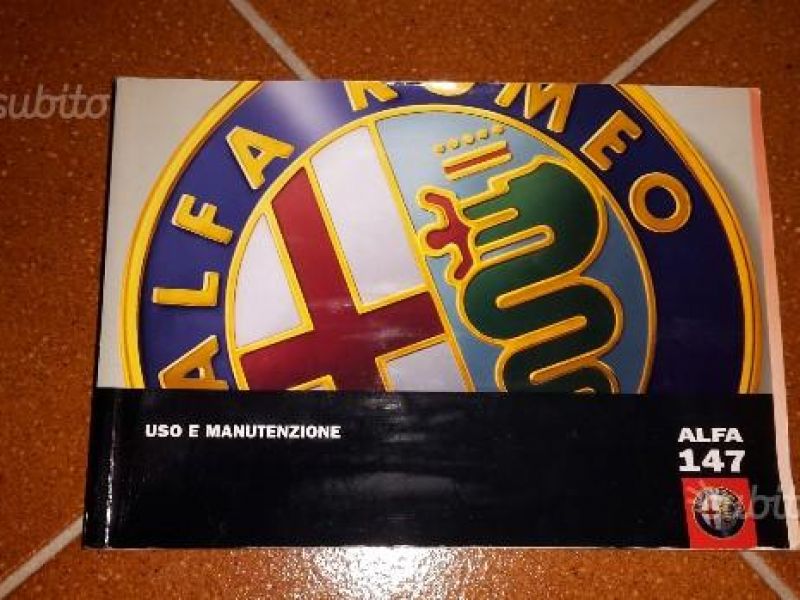 subito
ALFA ROMEO
USO E MANUTENZIONE
ALFA
147
subito